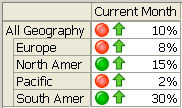 Current Month
All Geography 10%
Europe 8%
North Amer 15%
Pacific 2%
South Amer 30%